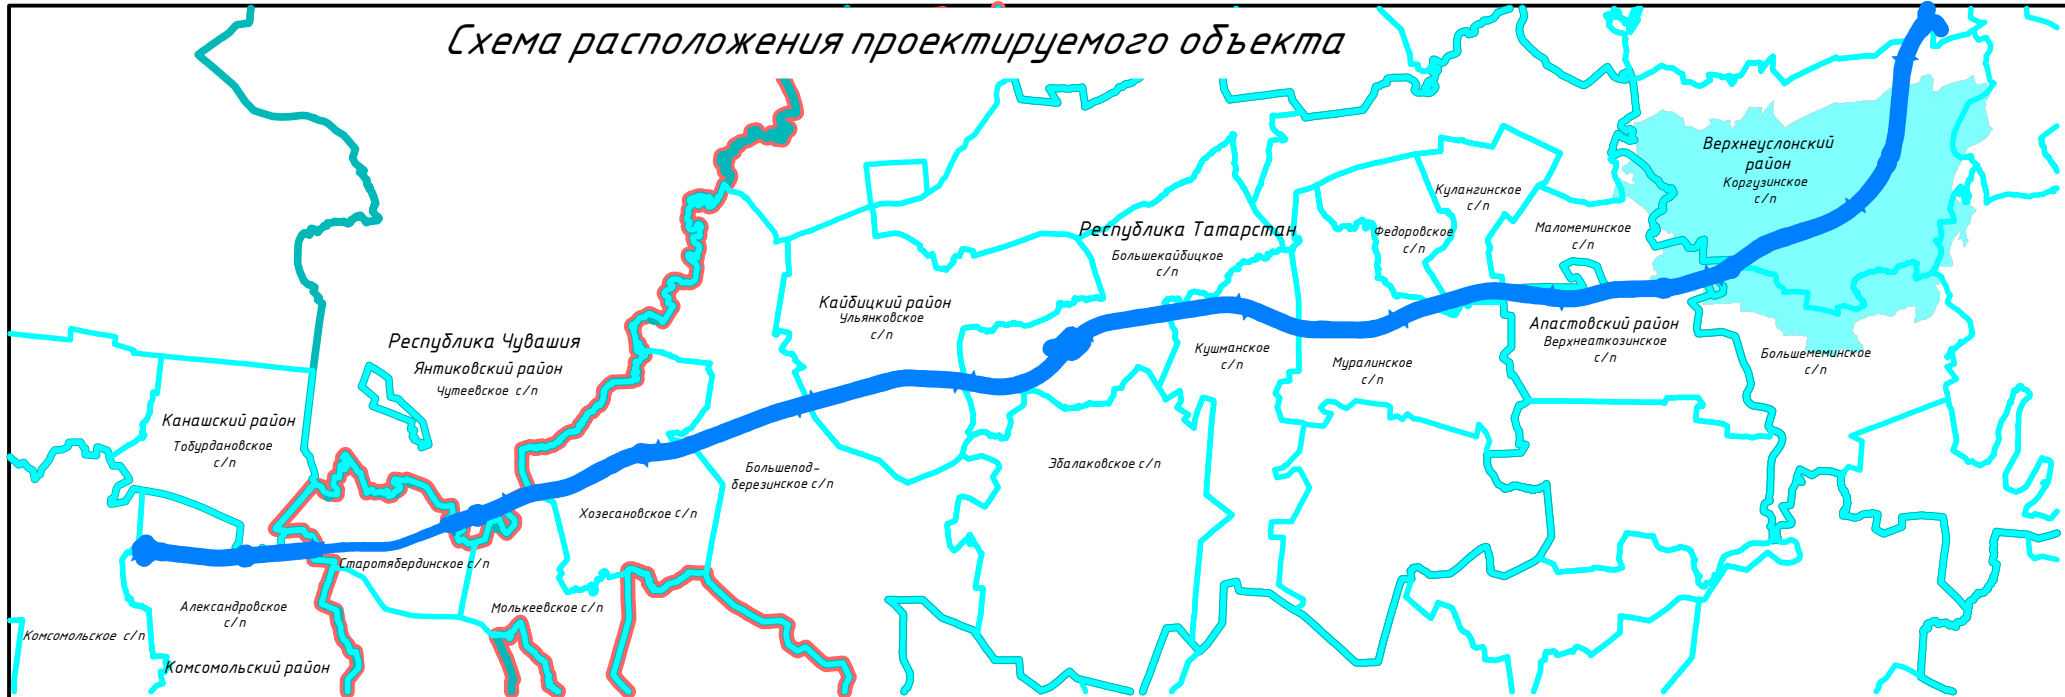 Схема расположения проектируемого объекта
Верхнеуслонский
район
Коргузинское
с/п
Кулангинское
с/п
Республика Татарстан
Большекайбицкое
с/п
Федоровское
с/п
Маломеминское
с/п
Кайбицкий район
Ульянковское
с/п
Республика Чувашия
Янтиковский район
Чутеевское с/п
Кушманское
с/п
Муралинское
с/п
Апастовский район
Верхнеаткозинское
с/п
Большемеминское
с/п
Канашский район
Тобурдановское
с/п
Большепод-
березинское с/п
Эбалаковское с/п
Хозесановское с/п
Старотябердинское с/п
Александровское
с/п
Молькеевское с/п
Комсомольское с/п
Комсомольский район